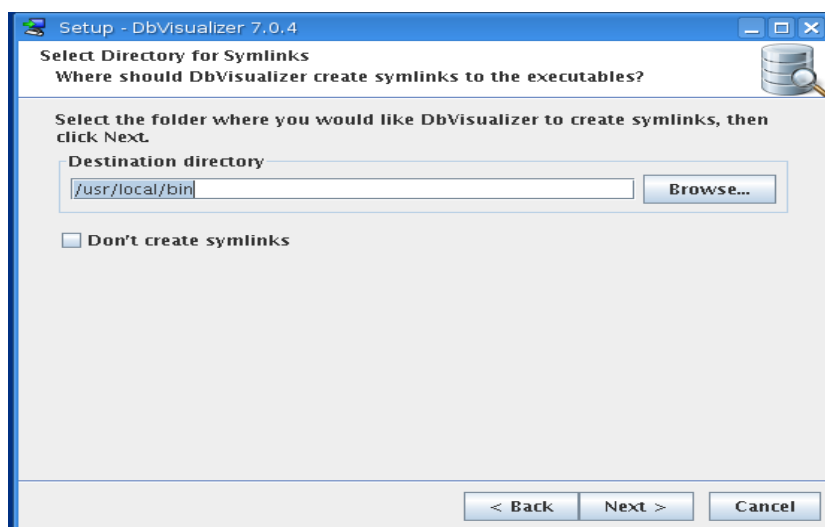 Setup - DbVisualizer 7.0.4
Select Directory for Symlinks
Where should DbVisualizer create symlinks to the executables?
Select the folder where you would like DbVisualizer to create symlinks, then
click Next.
Destination directory
/usr/local/bin
Browse...
Don't create symlinks
< Back
Next >
Cancel